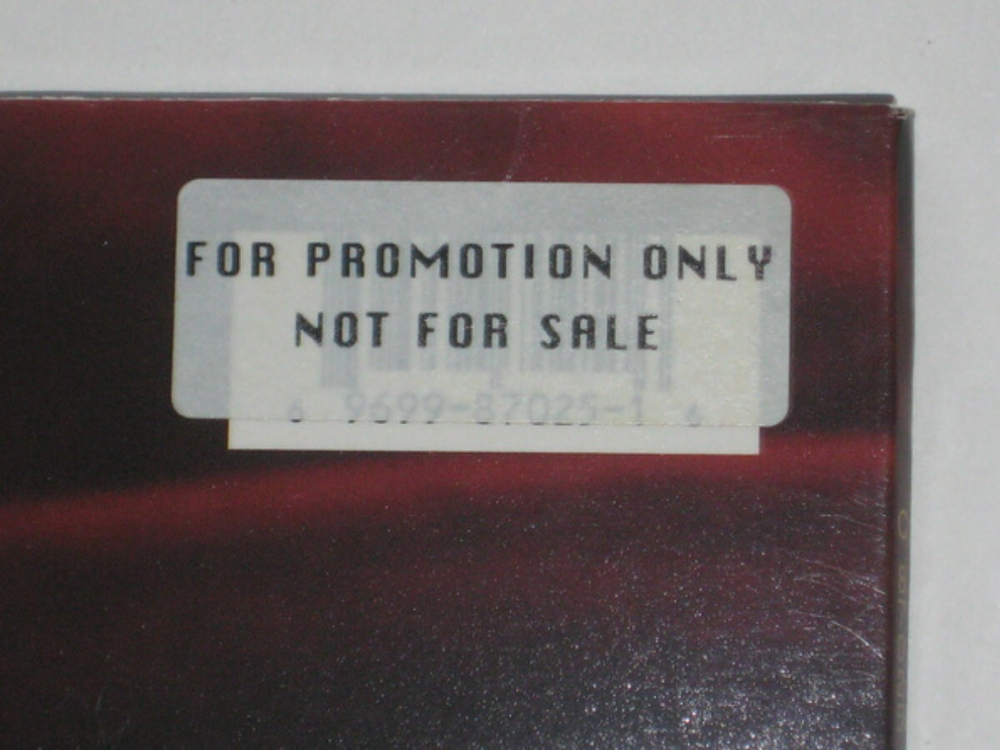 FOR PROMOTION ONLY
NOT FOR SALE
6 9699-87025-1 6